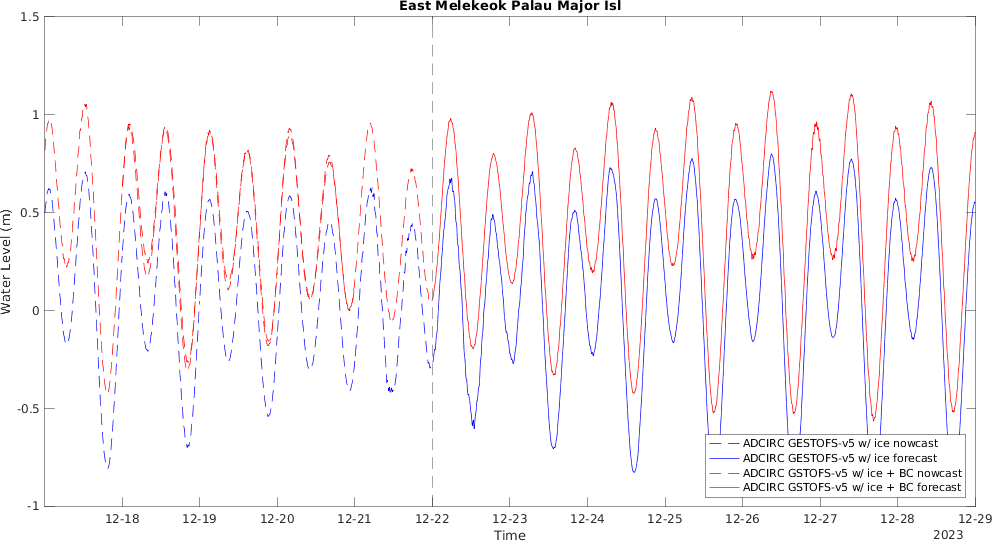 East Melekeok Palau Major Isl
1.5
1
0.5
0
-0.5
-1
Water Level (m)
ADCIRC GESTOFS-v5 w/ ice nowcast
ADCIRC GESTOFS-v5 w/ ice forecast
ADCIRC GSTOFS-v5 w/ ice + BC nowcast
ADCIRC GSTOFS-v5 w/ ice + BC forecast
12-18 12-19 12-20 12-21 12-22 12-23 12-24 12-25 12-26 12-27 12-28 12-29
Time
2023